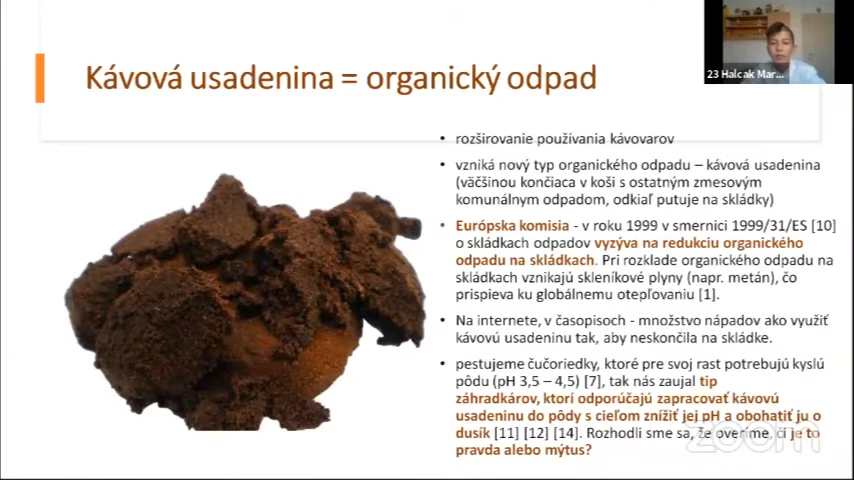 23 Halcak Mar...
Kávová usadenina = organický odpad
• rozširovanie používania kávovarov
• vzniká nový typ organického odpadu – kávová usadenina
(väčšinou končiaca v koši s ostatným zmesovým
komunálnym odpadom, odkiaľ putuje na skládky)
• Európska komisia - v roku 1999 v smernici 1999/31/ES [10]
o skládkach odpadov vyzýva na redukciu organického
odpadu na skládkach. Pri rozklade organického odpadu na
skládkach vznikajú skleníkové plyny (napr. metán), čo
prispieva ku globálnemu otepľovaniu [1].
• Na internete, v časopisoch - množstvo nápadov ako využiť
kávovú usadeninu tak, aby neskončila na skládke.
• pestujeme čučoriedky, ktoré pre svoj rast potrebujú kyslú
pôdu (pH 3,5 – 4,5) [7], tak nás zaujal tip
záhradkárov, ktorí odporúčajú zapracovať kávovú
usadeninu do pôdy s cieľom znížiť jej pH a obohatiť ju o
dusík [11] [12] [14]. Rozhodli sme sa, že overíme, či je to
pravda alebo mýtus?
zoom